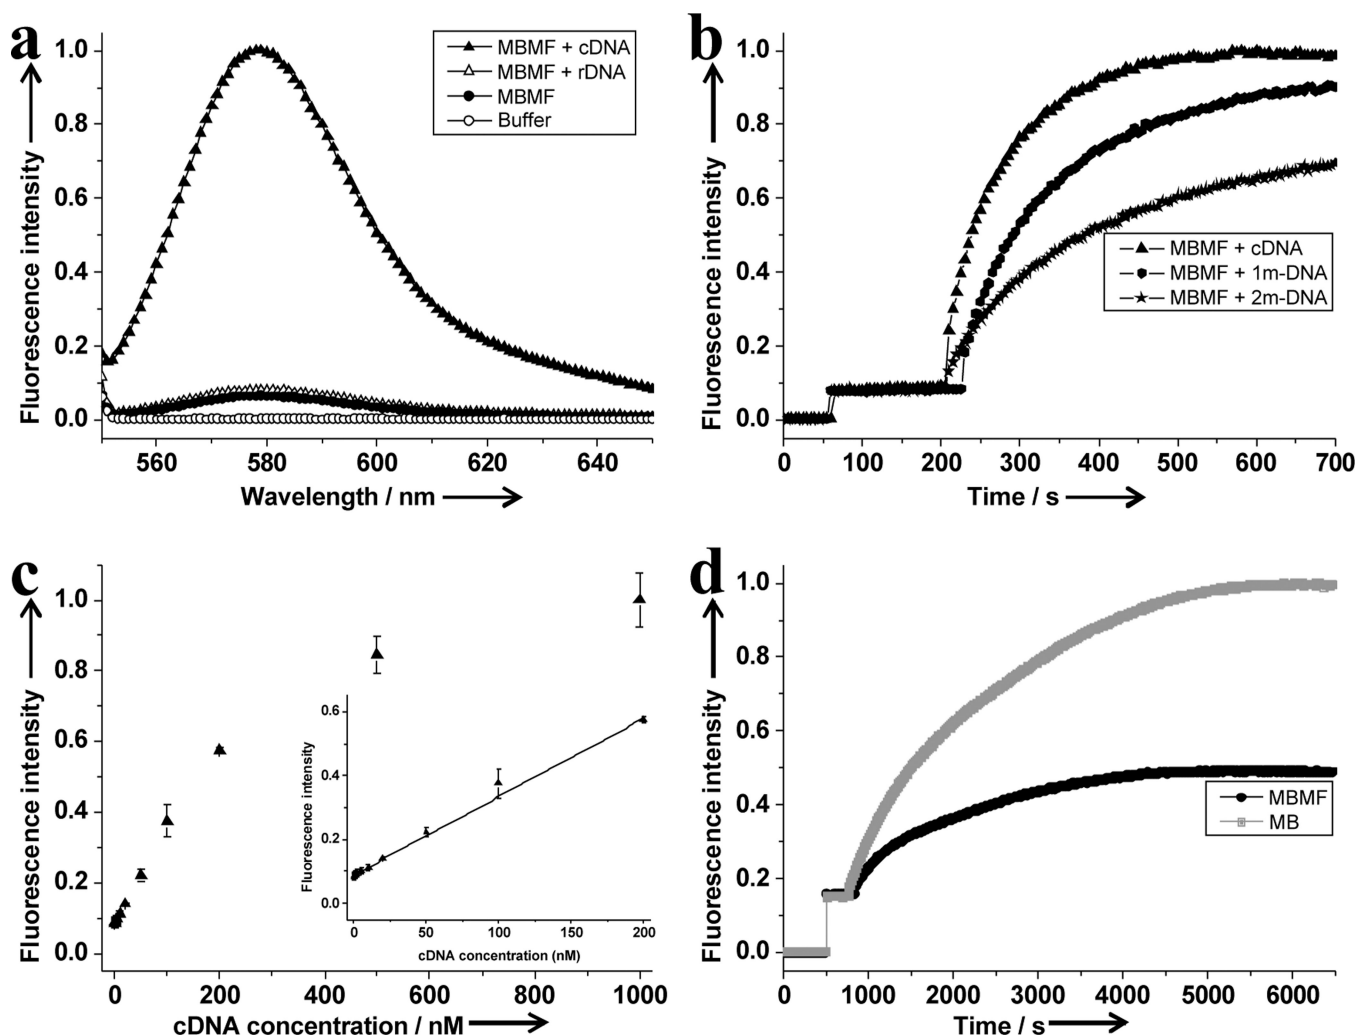 a
1.0
0.8
0.6
0.4
0.2
0.0
Fluorescence intensity
560
580
600
620
640
Wavelength / nm
MBMF + cDNA
MBMF + rDNA
MBMF
Buffer
b
1.0
0.8
0.6
0.4
0.2
0.0
Fluorescence intensity
0
100
200
300
400
500
600
700
Time / s
MBMF + cDNA
MBMF + 1m-DNA
MBMF + 2m-DNA
c
1.0
0.8
0.6
0.4
0.2
0.0
Fluorescence intensity
0
200
400
600
800
1000
cDNA concentration / nM
0.6
0.4
0.2
0.0
Fluorescence intensity
0
50
100
150
200
cDNA concentration (nM)
d
1.0
0.8
0.6
0.4
0.2
0.0
Fluorescence intensity
0
1000
2000
3000
4000
5000
6000
Time / s
MBMF
MB